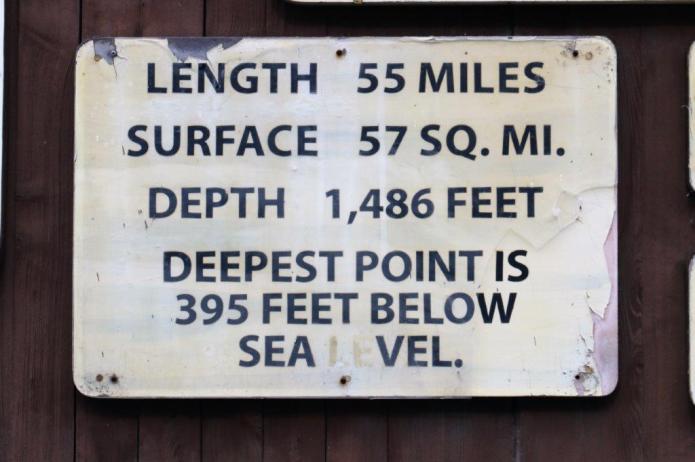 LENGTH 55 MILES
SURFACE 57 SQ. MI.
DEPTH 1,486 FEET
DEEPEST POINT IS
395 FEET BELOW
SEA LEVEL.